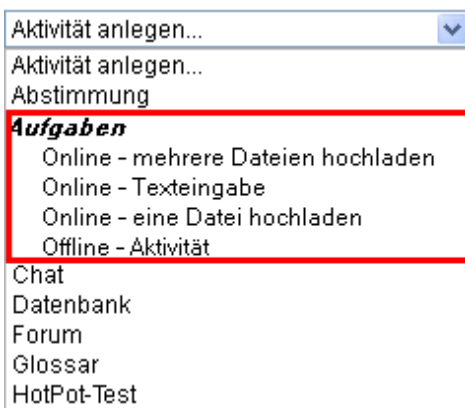 Aktivität anlegen...
Aktivität anlegen...
Abstimmung
Aufgaben
Online - mehrere Dateien hochladen
Online - Texteingabe
Online - eine Datei hochladen
Offline - Aktivität
Chat
Datenbank
Forum
Glossar
HotPot-Test